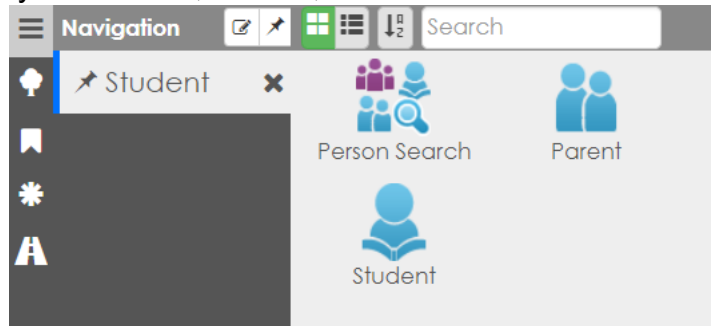 Navigation
Search
Student
Person Search
Parent
Student